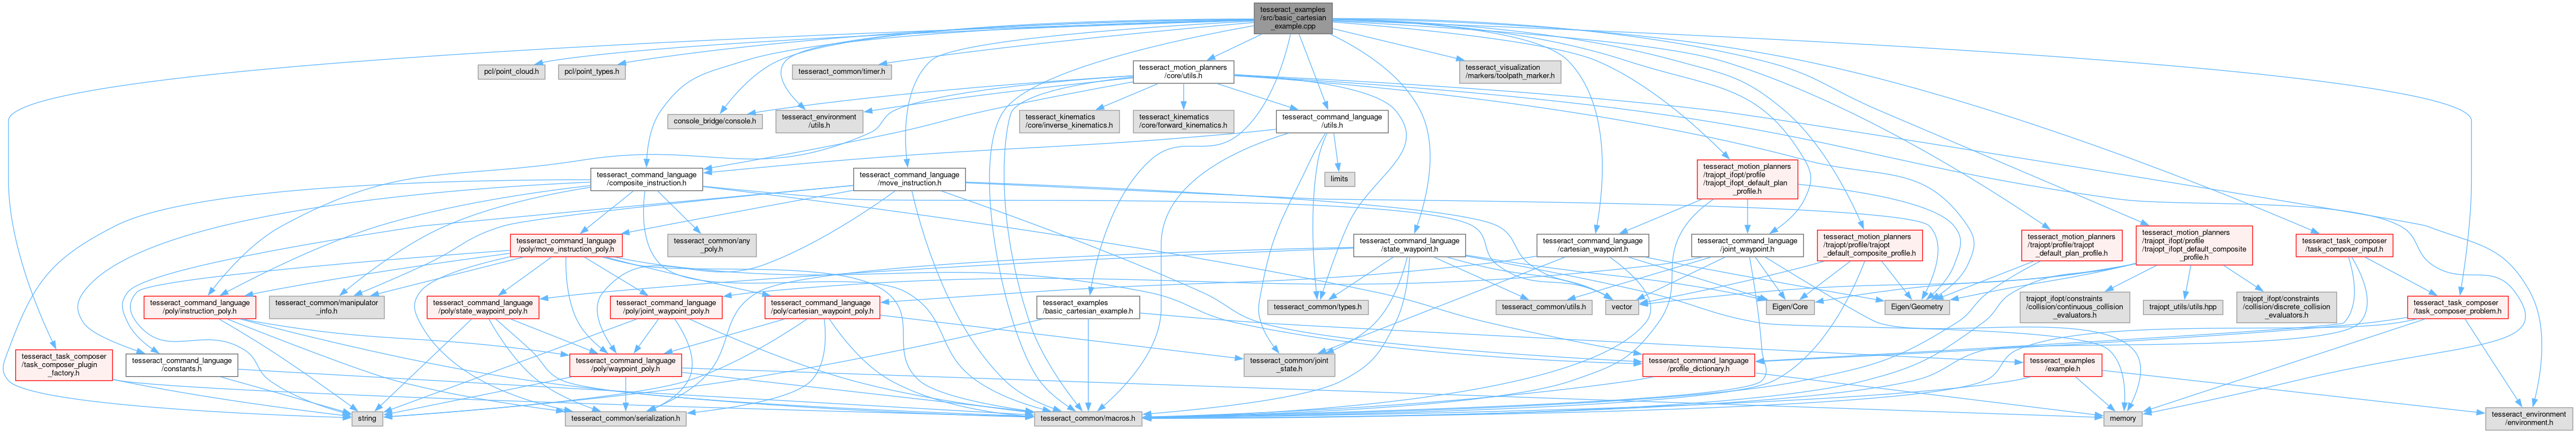 tesseract_examples
/src/basic_cartesian
_example.cpp
pcl/point_cloud.h
pcl/point_types.h
tesseract_common/timer.h
tesseract_motion_planners
/core/utils.h
tesseract_visualization
/markers/toolpath_marker.h
console_bridge/console.h
tesseract_environment
/utils.h
tesseract_kinematics
/core/inverse_kinematics.h
tesseract_kinematics
/core/forward_kinematics.h
tesseract_command_language
/utils.h
tesseract_command_language
/composite_instruction.h
tesseract_command_language
/move_instruction.h
limits
tesseract_motion_planners
/trajopt_ifopt/profile
/trajopt_ifopt_default_plan
_profile.h
tesseract_command_language
/poly/move_instruction_poly.h
tesseract_common/any
_poly.h
tesseract_command_language
/state_waypoint.h
tesseract_command_language
/cartesian_waypoint.h
tesseract_command_language
/joint_waypoint.h
tesseract_motion_planners
/trajopt/profile/trajopt
_default_composite_profile.h
tesseract_motion_planners
/trajopt/profile/trajopt
_default_plan_profile.h
tesseract_motion_planners
/trajopt_ifopt/profile
/trajopt_ifopt_default_composite
_profile.h
tesseract_task_composer
/task_composer_input.h
tesseract_command_language
/poly/instruction_poly.h
tesseract_common/manipulator
_info.h
tesseract_command_language
/poly/state_waypoint_poly.h
tesseract_command_language
/poly/joint_waypoint_poly.h
tesseract_command_language
/poly/cartesian_waypoint_poly.h
tesseract_examples
/basic_cartesian_example.h
tesseract_common/types.h
tesseract_common/utils.h
vector
Eigen/Core
Eigen/Geometry
trajopt_ifopt/constraints
/collision/continuous_collision
_evaluators.h
trajopt_utils/utils.hpp
trajopt_ifopt/constraints
/collision/discrete_collision
_evaluators.h
tesseract_task_composer
/task_composer_problem.h
tesseract_task_composer
/task_composer_plugin
_factory.h
tesseract_command_language
/constants.h
tesseract_command_language
/poly/waypoint_poly.h
tesseract_common/joint
_state.h
tesseract_command_language
/profile_dictionary.h
tesseract_examples
/example.h
string
tesseract_common/serialization.h
tesseract_common/macros.h
memory
tesseract_environment
/environment.h